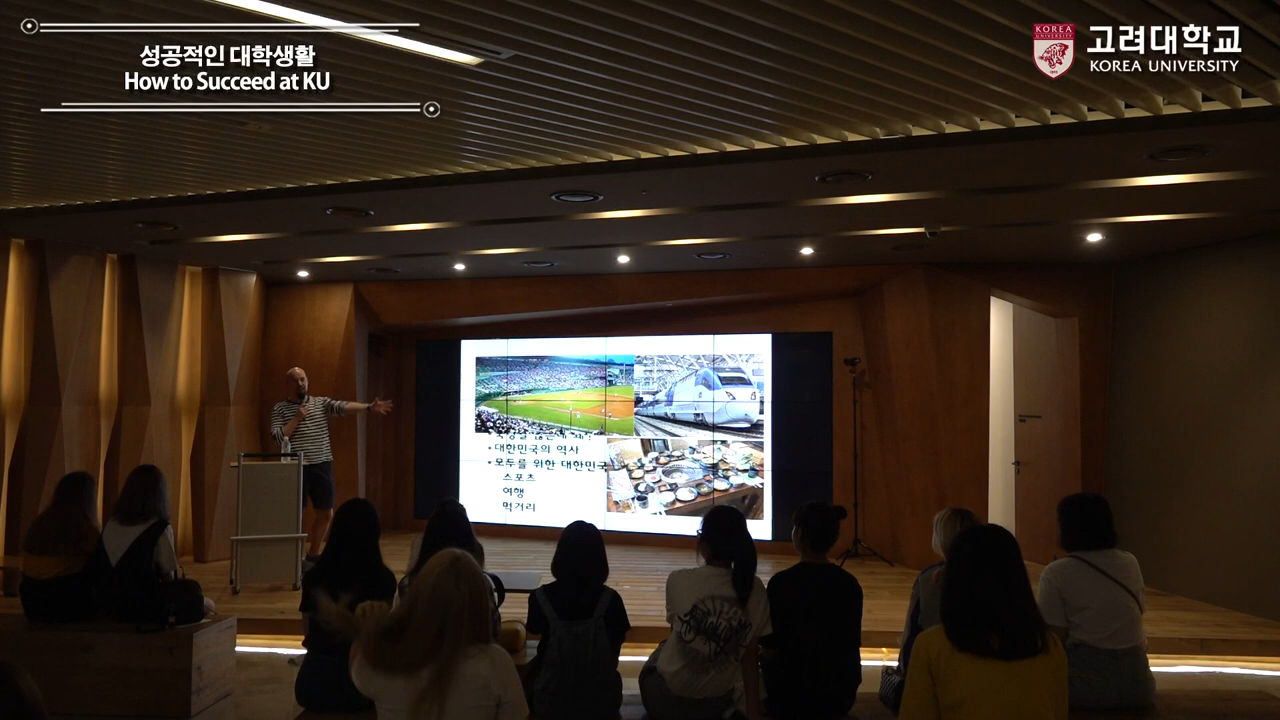 성공적인 대학생활
How to Succeed at KU
KOREA
UNIVERSITY
고려대학교
KOREA UNIVERSITY
• 대한민국의 역사
• 모두를 위한 대한민국
스포츠
여행
먹거리